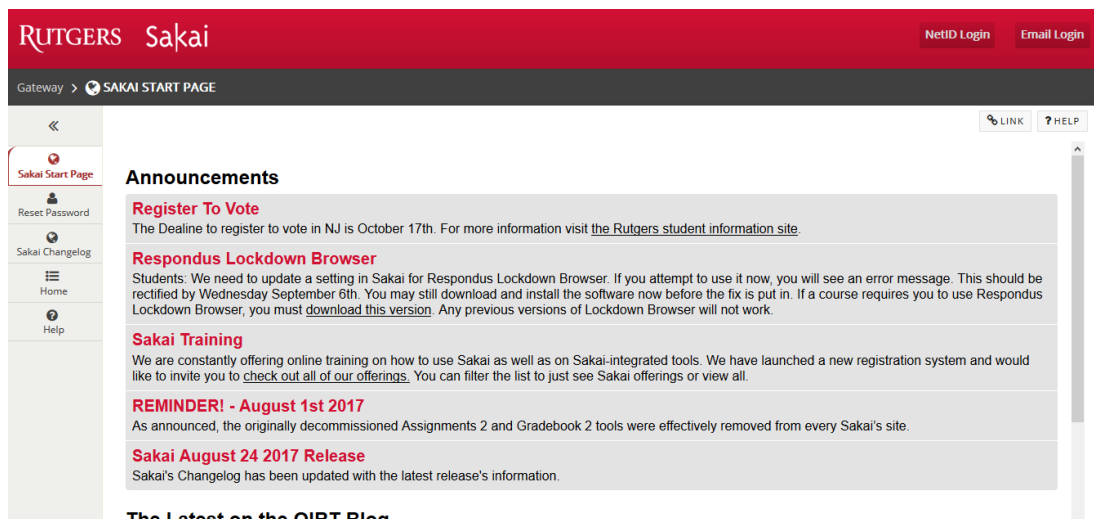 RUTGERS Sakai
NetID Login Email Login
Gateway > SAKAI START PAGE
LINK ? HELP
Sakai Start Page
Reset Password
Sakai Changelog
Home
Help
Announcements
Register To Vote
The Dealine to register to vote in NJ is October 17th. For more information visit the Rutgers student information site.
Respondus Lockdown Browser
Students: We need to update a setting in Sakai for Respondus Lockdown Browser. If you attempt to use it now, you will see an error message. This should be
rectified by Wednesday September 6th. You may still download and install the software now before the fix is put in. If a course requires you to use Respondus
Lockdown Browser, you must download this version. Any previous versions of Lockdown Browser will not work.
Sakai Training
We are constantly offering online training on how to use Sakai as well as on Sakai-integrated tools. We have launched a new registration system and would
like to invite you to check out all of our offerings. You can filter the list to just see Sakai offerings or view all.
REMINDER! - August 1st 2017
As announced, the originally decommissioned Assignments 2 and Gradebook 2 tools were effectively removed from every Sakai's site.
Sakai August 24 2017 Release
Sakai's Changelog has been updated with the latest release's information.
The Latest on the OIRT Blog